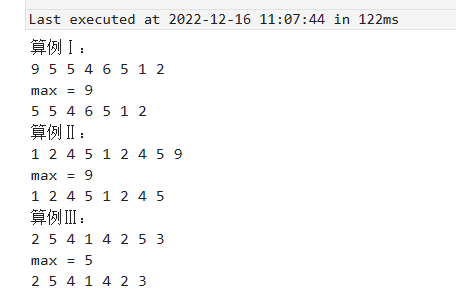 Last executed at 2022-12-16 11:07:44 in 122ms
算例Ⅰ:
9 5 5 4 6 5 1 2
max = 9
5 5 4 6 5 1 2
算例Ⅱ:
1 2 4 5 1 2 4 5 9
max = 9
1 2 4 5 1 2 4 5
算例Ⅲ:
2 5 4 1 4 2 5 3
max = 5
2 5 4 1 4 2 3